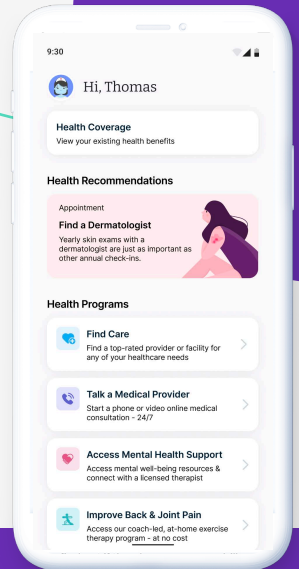 9:30
Hi, Thomas
Health Coverage
View your existing health benefits
Health Recommendations
Appointment
Find a Dermatologist
Yearly skin exams with a
dermatologist are just as important as
other annual check-ins.
Health Programs
Find Care
Find a top-rated provider or facility for
any of your healthcare needs
Talk a Medical Provider
Start a phone or video online medical
consultation - 24/7
Access Mental Health Support
Access mental well-being resources &
connect with a licensed therapist
Improve Back & Joint Pain
Access our coach-led, at-home exercise
therapy program - at no cost